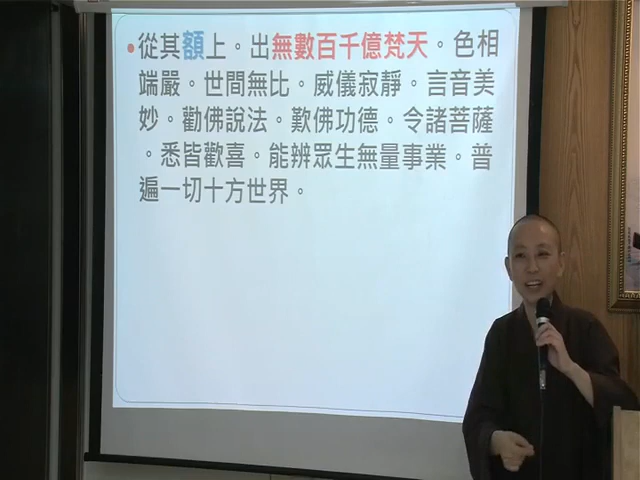 •從其額上。出無數百千億梵天。色相
端嚴。世間無比。威儀寂靜。言音美
妙。勸佛說法。歎佛功德。令諸菩薩
。悉皆歡喜。能辨眾生無量事業。普
遍一切十方世界。